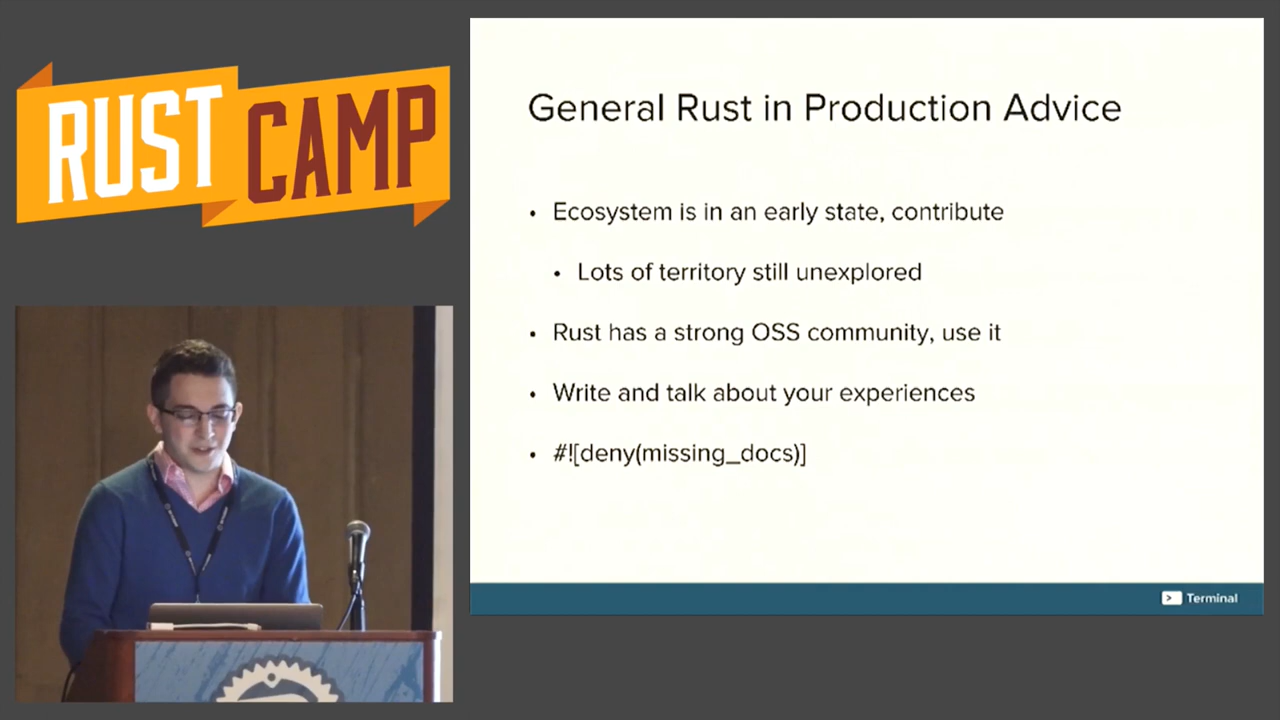 RUST CAMP
General Rust in Production Advice
• Ecosystem is in an early state, contribute
• Lots of territory still unexplored
• Rust has a strong OSS community, use it
• Write and talk about your experiences
• #![deny(missing_docs)]
Terminal